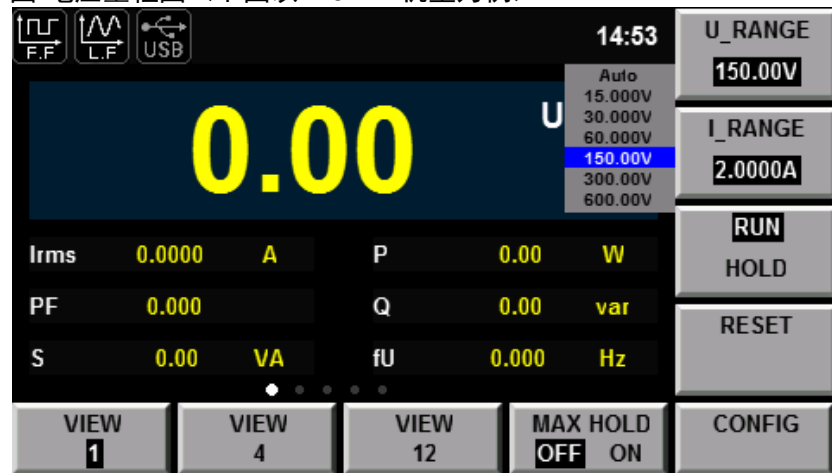 F.F L.F USB 14:53
U_RANGE
150.00V
Auto
15.000V
30.000V
60.000V
150.00V
300.00V
600.00V
0.00 U
I_RANGE
2.0000A
RUN
HOLD
Irms 0.0000 A P 0.00 W
PF 0.000 Q 0.00 var
S 0.00 VA fU 0.000 Hz
RESET
VIEW
1
VIEW
4
VIEW
12
MAX HOLD
OFF ON
CONFIG